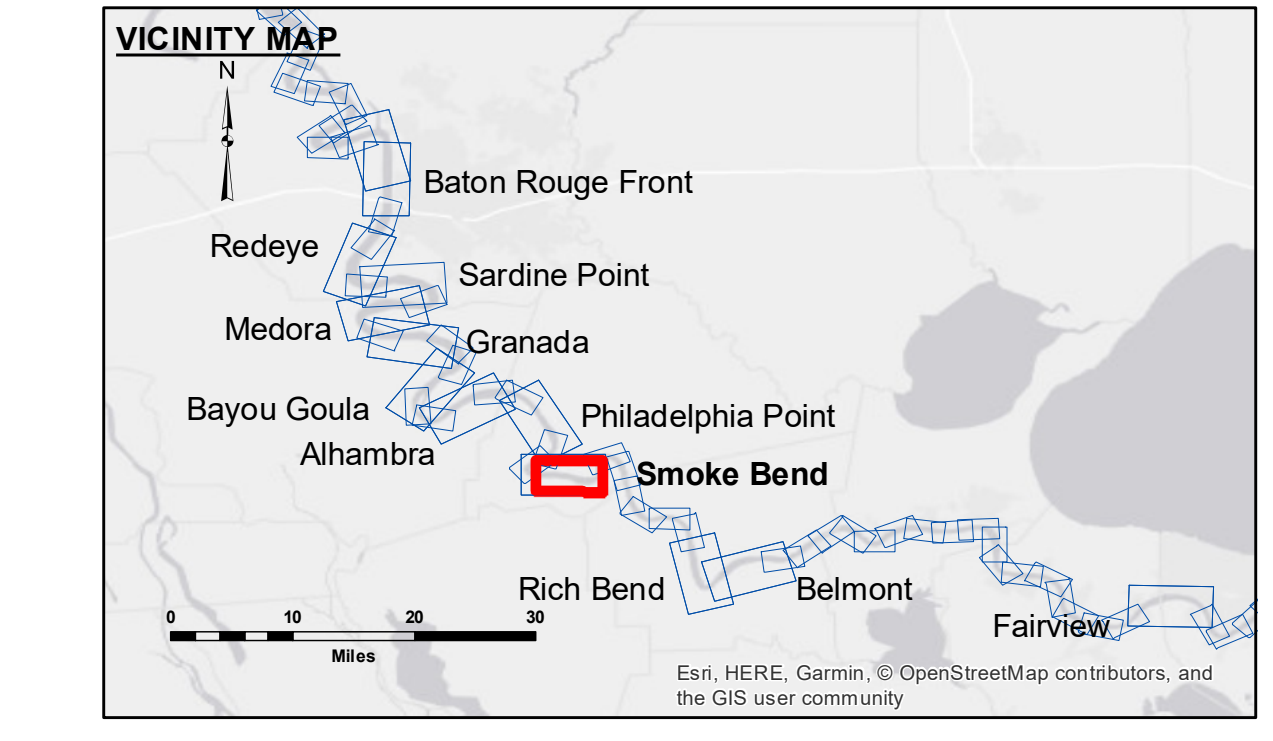 VICINITY MAP
N
Baton Rouge Front
Redeye
Sardine Point
Medora
Granada
Bayou Goula
Philadelphia Point
Alhambra
Smoke Bend
Rich Bend
Belmont
Fairview
0 10 20 30
Miles
Esri, HERE, Garmin, © OpenStreetMap contributors, and
the GIS user community